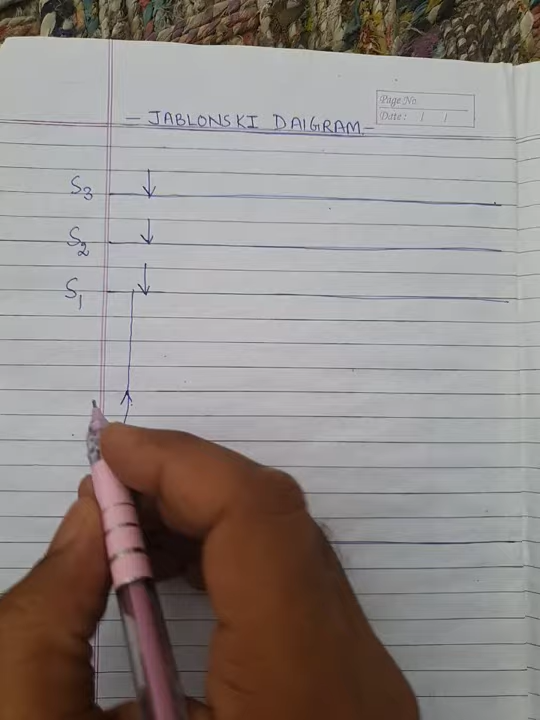 Page No.
- JABLONSKI DAIGRAM -
Date: / /
S3
S2
S1